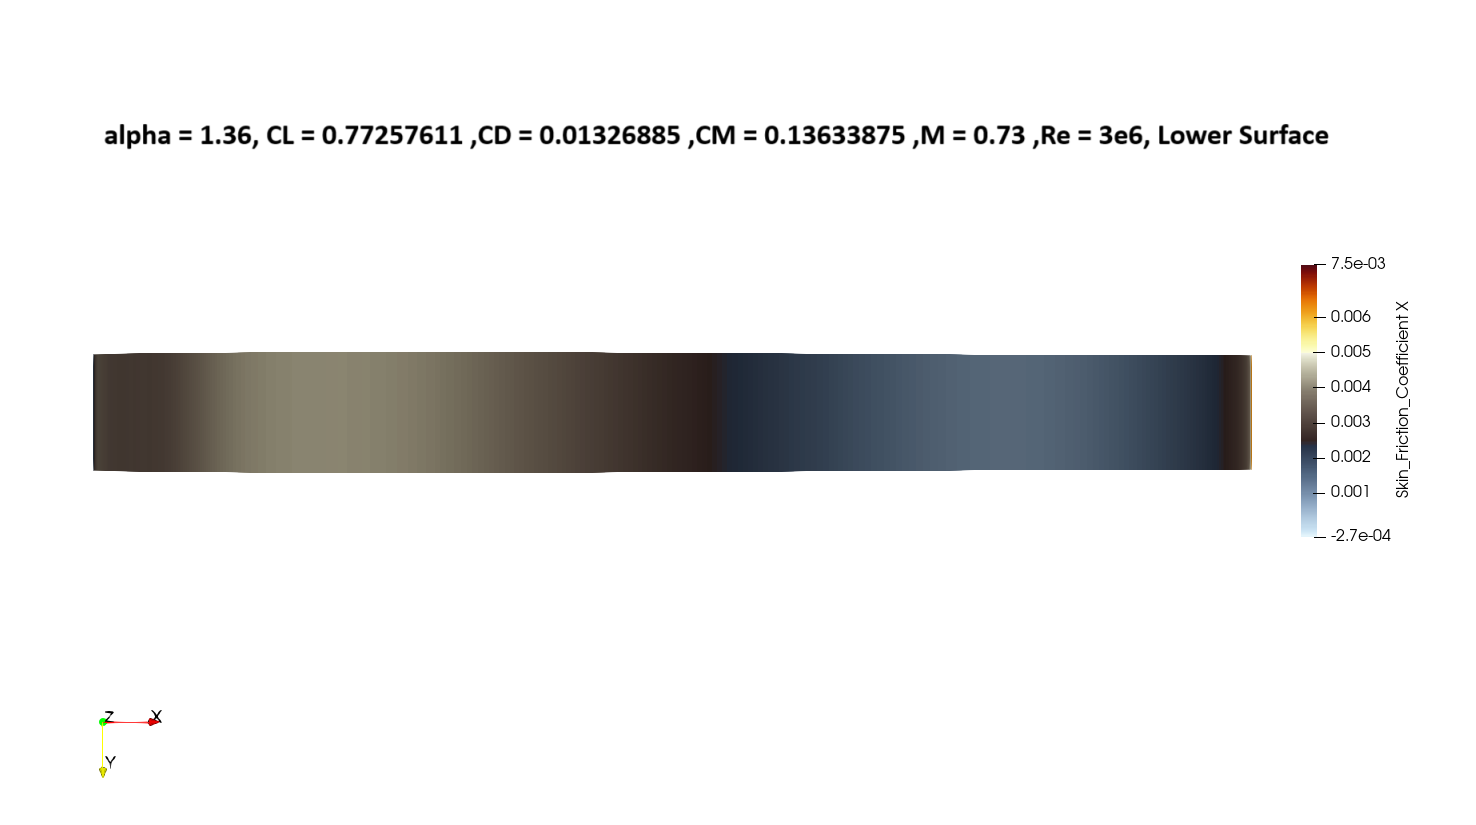 alpha = 1.36, CL = 0.77257611 ,CD = 0.01326885 ,CM = 0.13633875 ,M = 0.73 ,Re = 3e6, Lower Surface
7.5e-03
0.006
0.005
0.004
0.003
0.002
0.001
-2.7e-04
Skin_Friction_Coefficient X
Z
X
Y